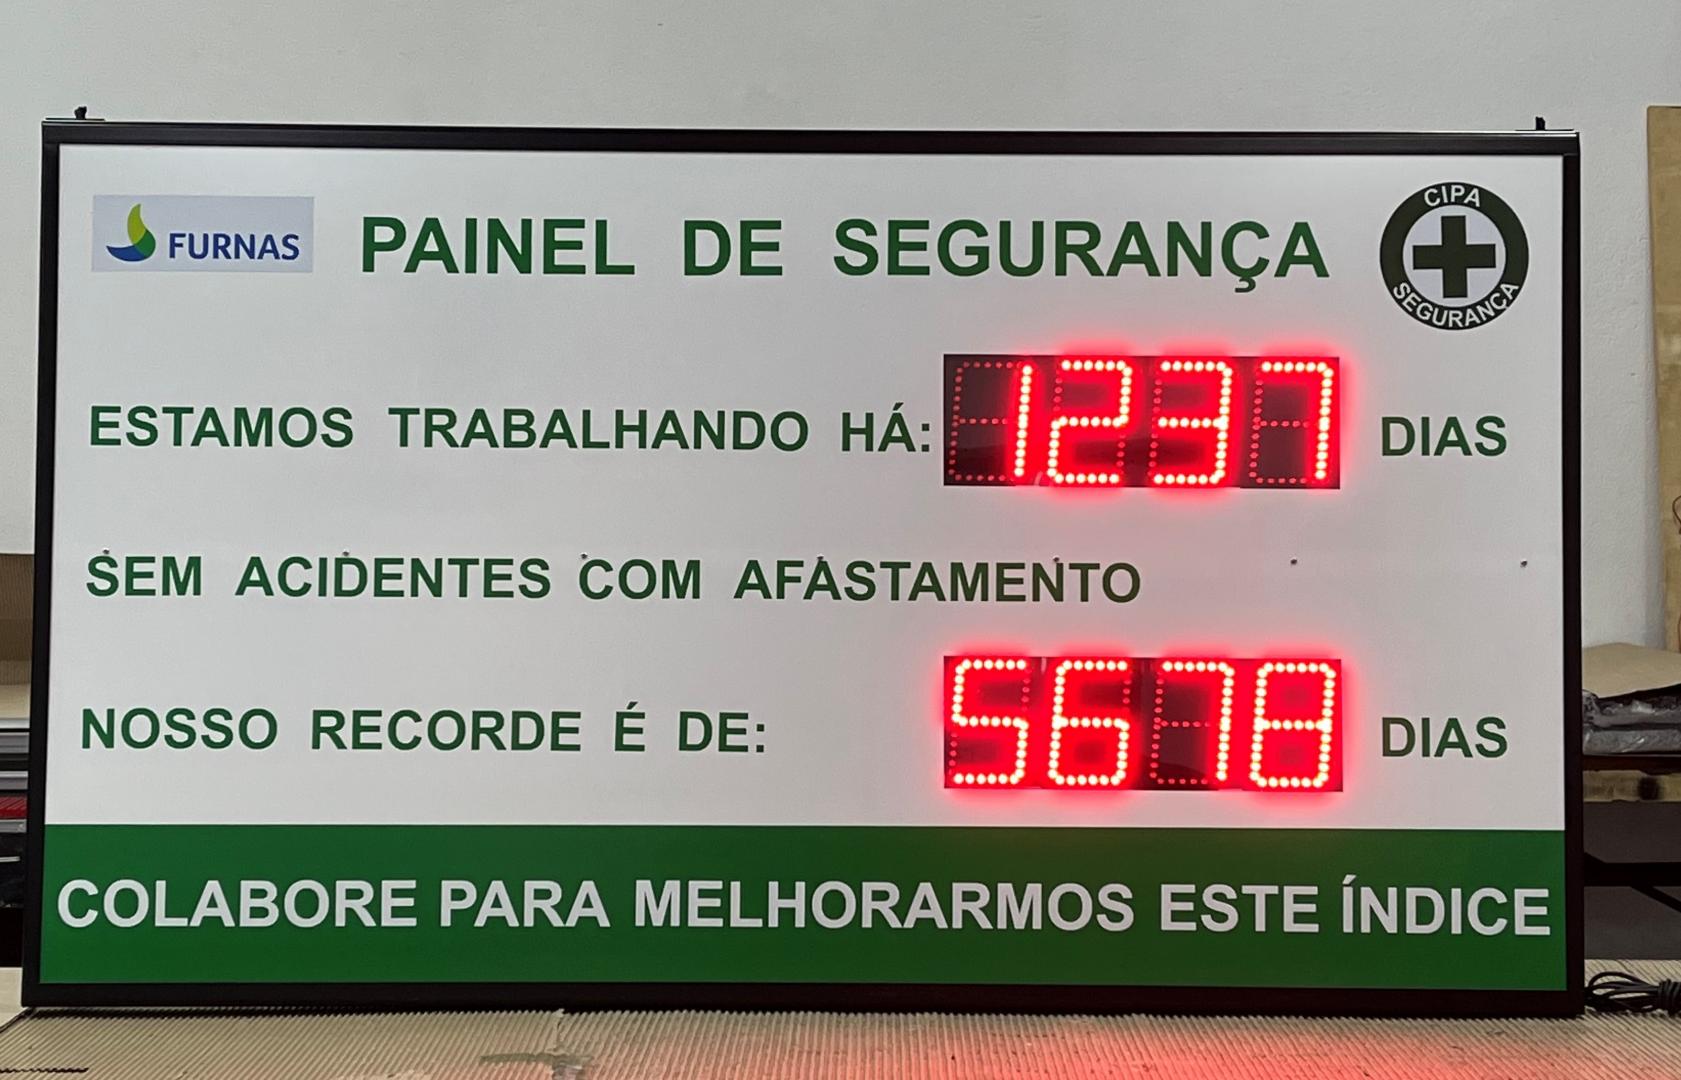 FURNAS
PAINEL DE SEGURANÇA
CIPA
SEGURANÇA
ESTAMOS TRABALHANDO HÁ: 1237 DIAS
SEM ACIDENTES COM AFASTAMENTO
NOSSO RECORDE É DE: 5678 DIAS
COLABORE PARA MELHORARMOS ESTE ÍNDICE